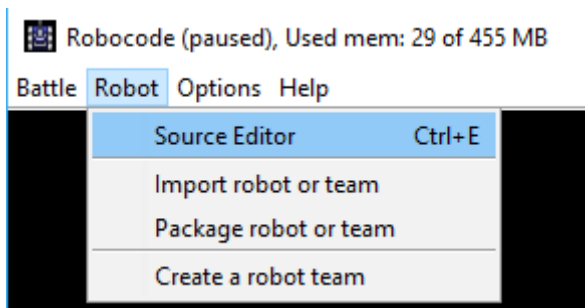 Robocode (paused), Used mem: 29 of 455 MB
Battle Robot Options Help
Source Editor Ctrl+E
Import robot or team
Package robot or team
Create a robot team